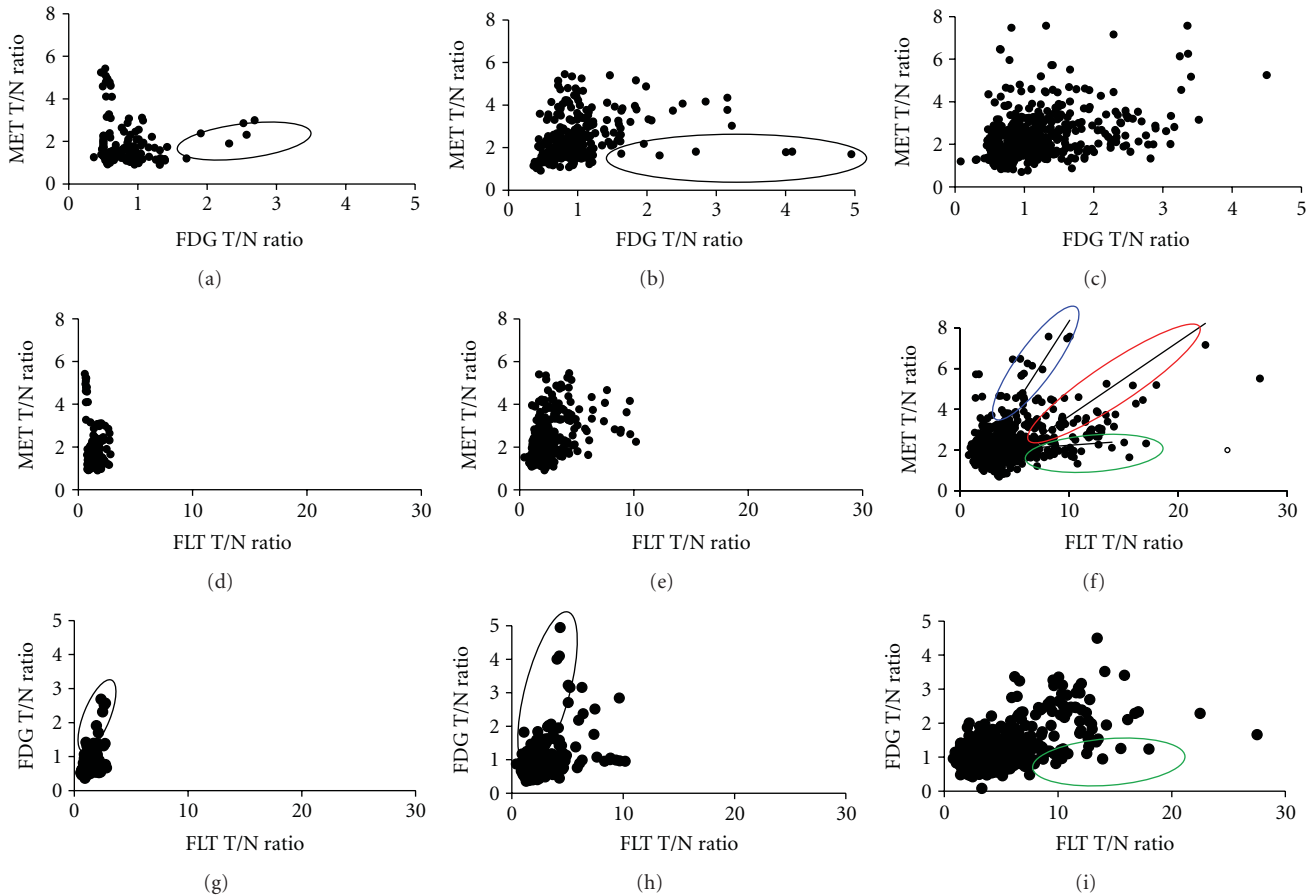 8
6
4
2
0
0 1 2 3 4 5
MET T/N ratio
FDG T/N ratio
(a)
8
6
4
2
0
0 1 2 3 4 5
MET T/N ratio
FDG T/N ratio
(b)
8
6
4
2
0
0 1 2 3 4 5
MET T/N ratio
FDG T/N ratio
(c)
8
6
4
2
0
0 10 20 30
MET T/N ratio
FLT T/N ratio
(d)
8
6
4
2
0
0 10 20 30
MET T/N ratio
FLT T/N ratio
(e)
8
6
4
2
0
0 10 20 30
MET T/N ratio
FLT T/N ratio
(f)
5
4
3
2
1
0
0 10 20 30
FDG T/N ratio
FLT T/N ratio
(g)
5
4
3
2
1
0
0 10 20 30
FDG T/N ratio
FLT T/N ratio
(h)
5
4
3
2
1
0
0 10 20 30
FDG T/N ratio
FLT T/N ratio
(i)